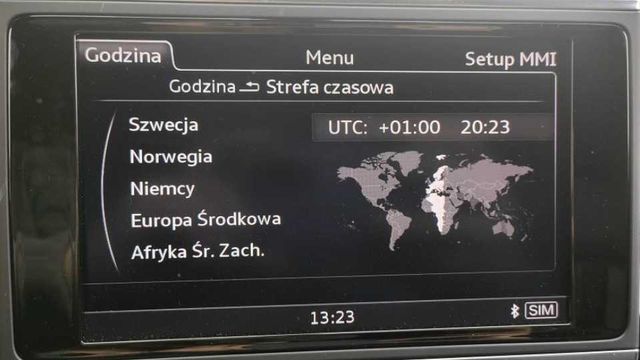 Godzina
Menu
Setup MMI
Godzina Strefa czasowa
Szwecja
UTC: +01:00 20:23
Norwegia
Niemcy
Europa Środkowa
Afryka Śr. Zach.
13:23
SIM